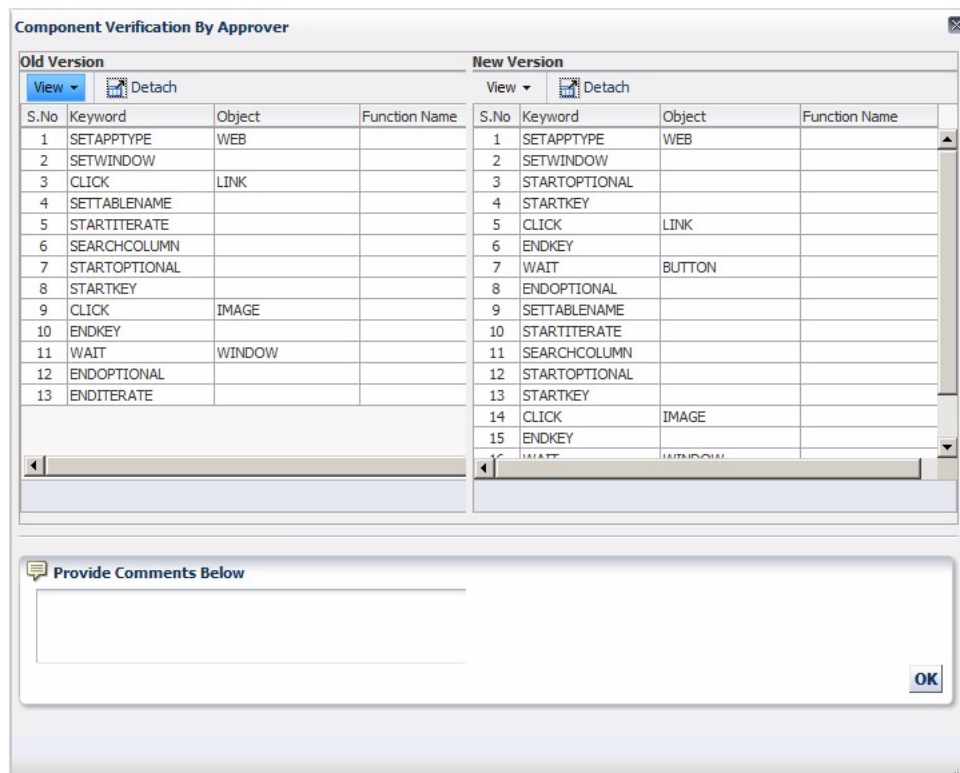 Component Verification By Approver
Old Version
View Detach
S.No Keyword Object Function Name
1 SETAPPTYPE WEB
2 SETWINDOW
3 CLICK LINK
4 SETTABLENAME
5 STARTITERATE
6 SEARCHCOLUMN
7 STARTOPTIONAL
8 STARTKEY
9 CLICK IMAGE
10 ENDKEY
11 WAIT WINDOW
12 ENDOPTIONAL
13 ENDITERATE
New Version
View Detach
S.No Keyword Object Function Name
1 SETAPPTYPE WEB
2 SETWINDOW
3 STARTOPTIONAL
4 STARTKEY
5 CLICK LINK
6 ENDKEY
7 WAIT BUTTON
8 ENDOPTIONAL
9 SETTABLENAME
10 STARTITERATE
11 SEARCHCOLUMN
12 STARTOPTIONAL
13 STARTKEY
14 CLICK IMAGE
15 ENDKEY
16 WAIT WINDOW
Provide Comments Below
OK